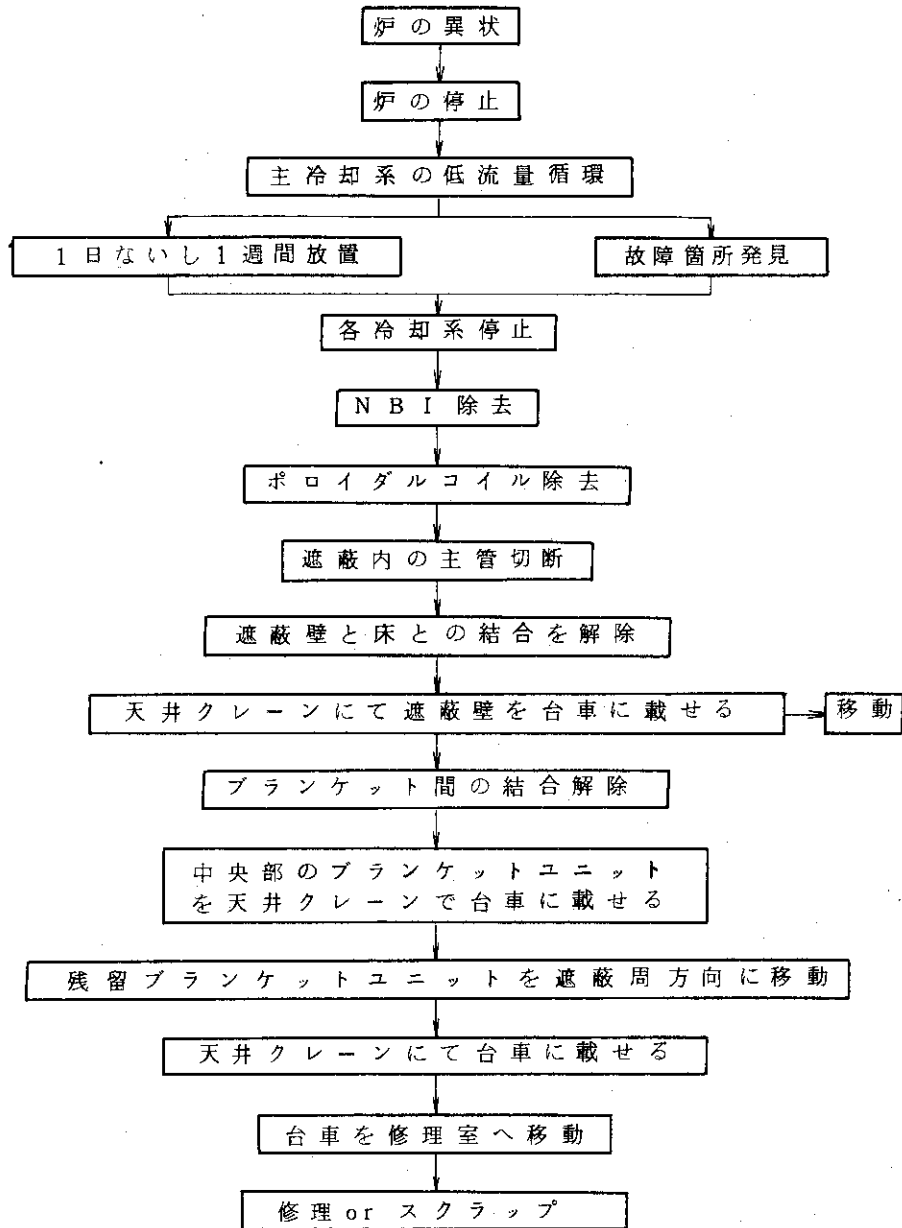 炉の異状
炉の停止
主冷却系の低流量循環
1日ないし1週間放置
故障箇所発見
各冷却系停止
NBI除去
ポロイダルコイル除去
遮蔽内の主管切断
遮蔽壁と床との結合を解除
天井クレーンにて遮蔽壁を台車に載せる
移動
ブランケット間の結合解除
中央部のブランケットユニット
を天井クレーンで台車に載せる
残留ブランケットユニットを遮蔽周方向に移動
天井クレーンにて台車に載せる
台車を修理室へ移動
修理or スクラップ